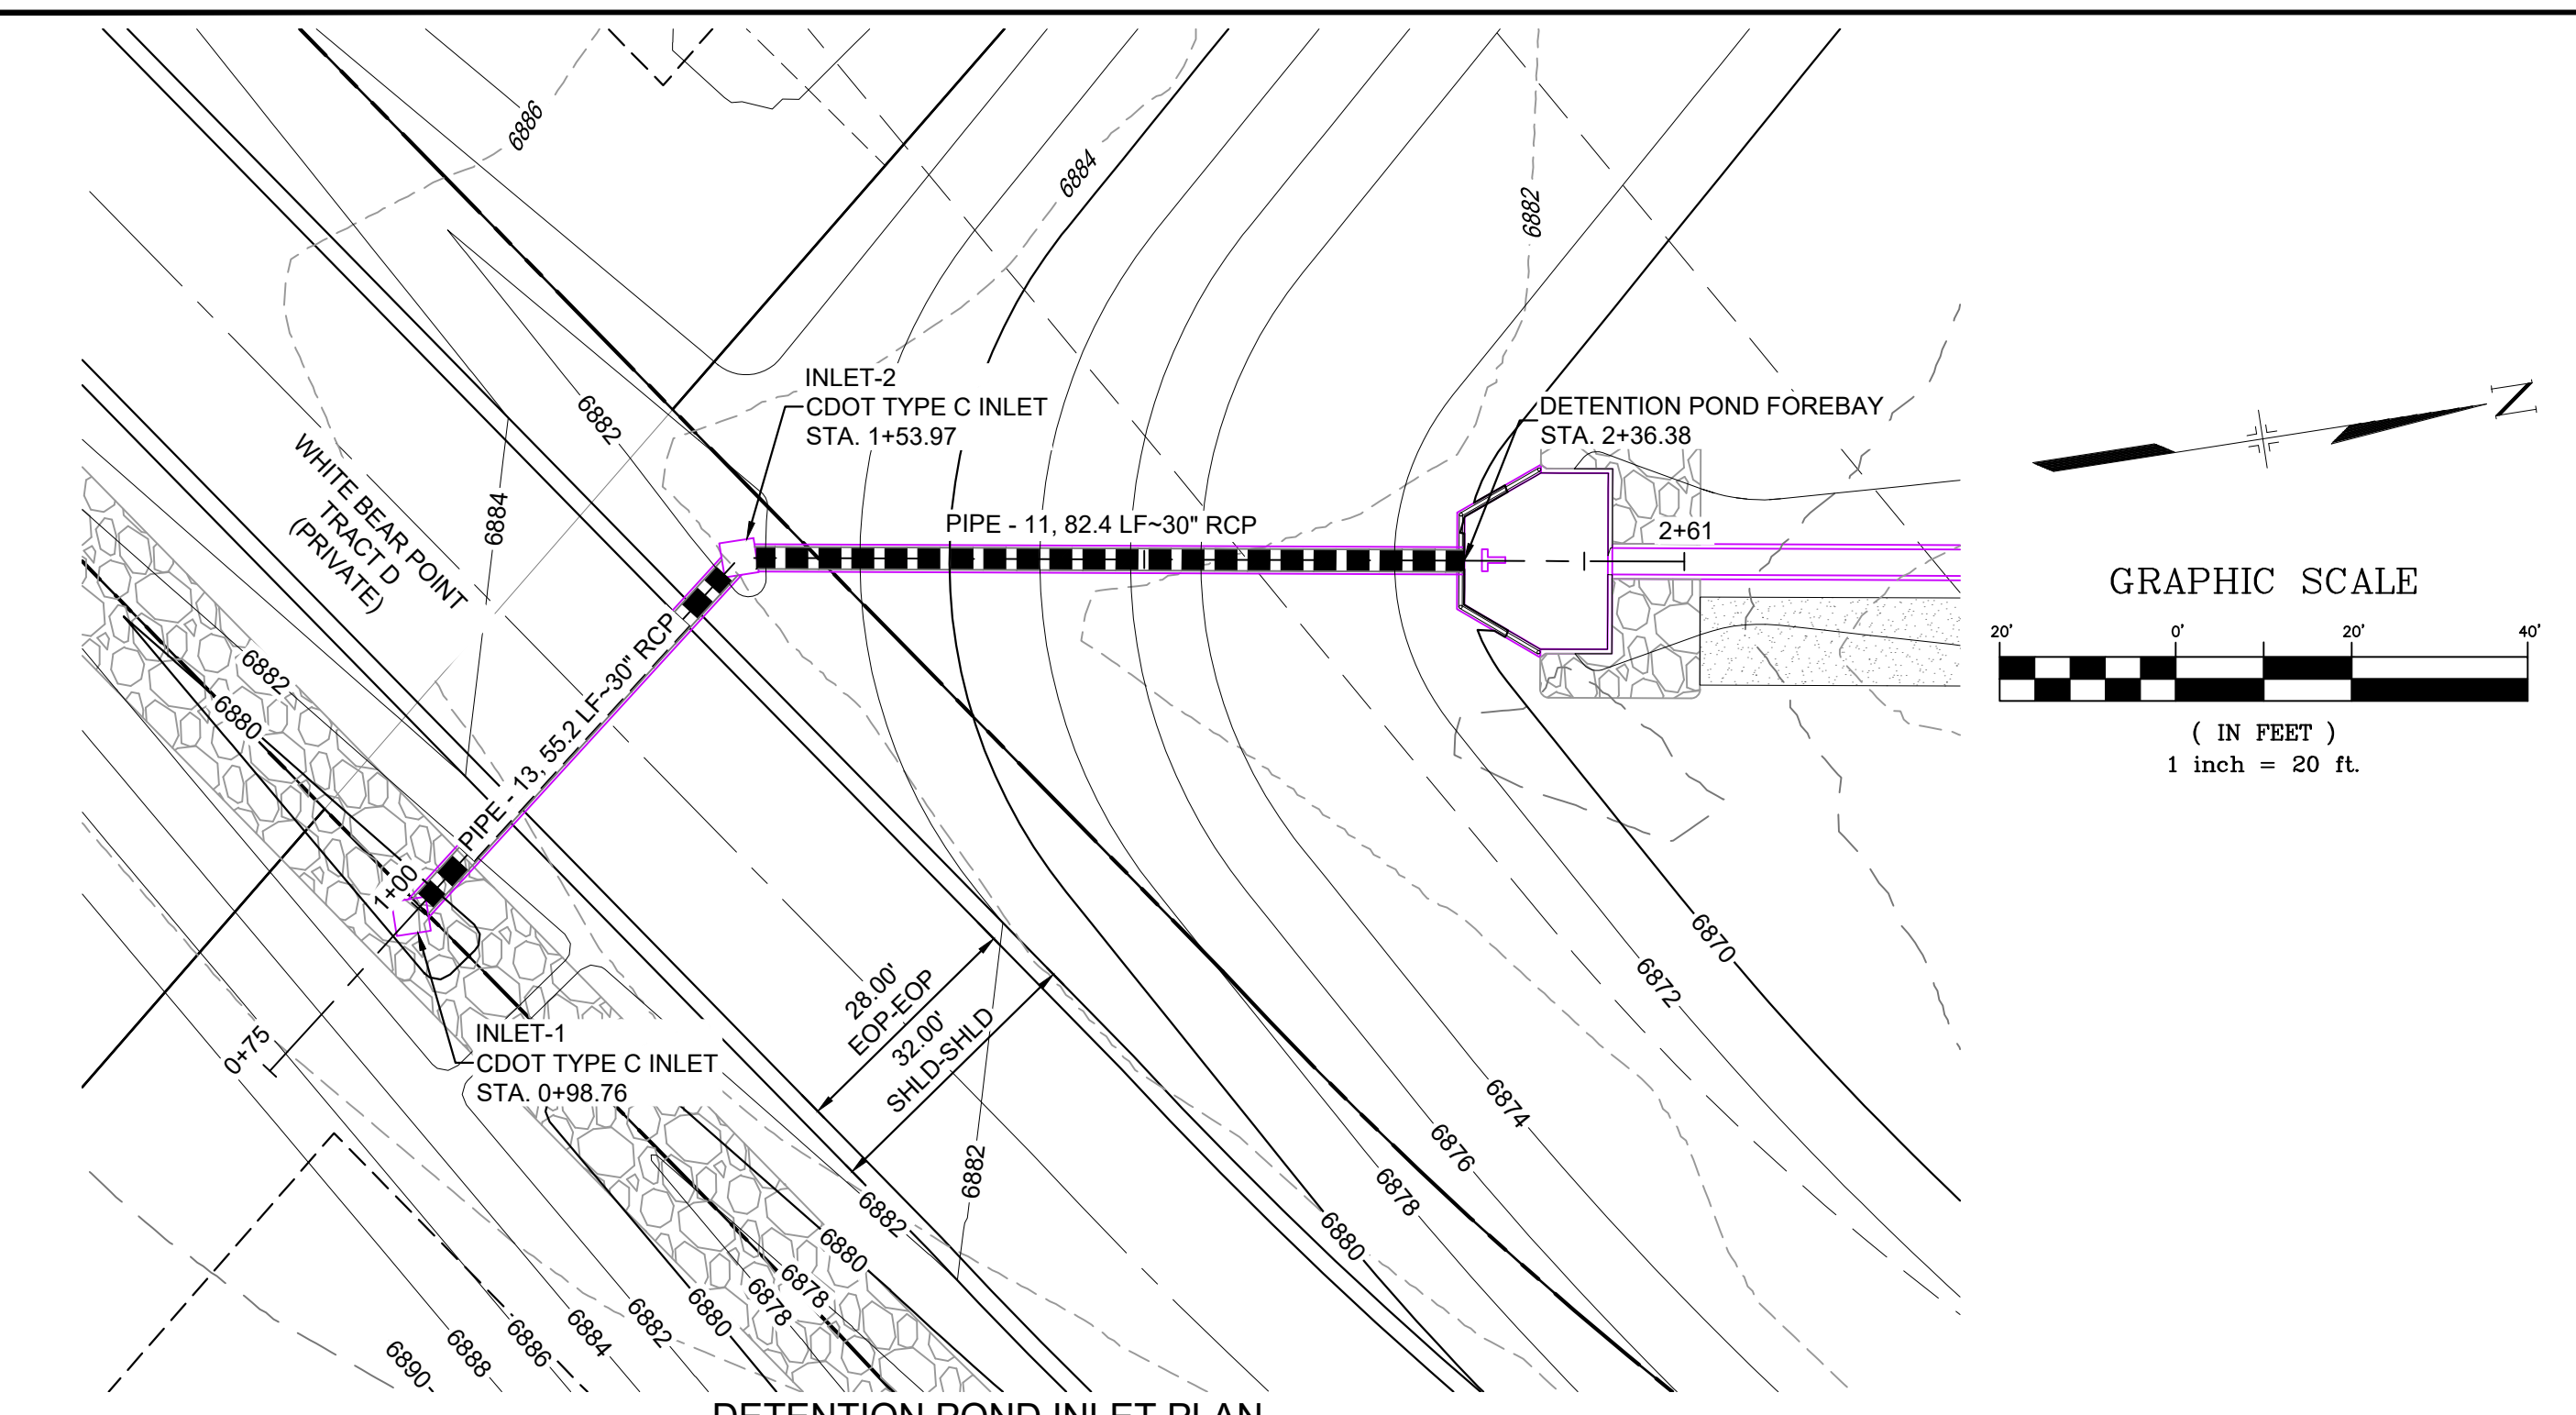 6886
6884
6882
INLET-2
CDOT TYPE C INLET
STA. 1+53.97
DETENTION POND FOREBAY
STA. 2+36.38
6882
WHITE BEAR POINT
TRACT D
(PRIVATE)
6884
PIPE - 11, 82.4 LF~30" RCP
2+61
N
GRAPHIC SCALE
20' 0' 20' 40'
( IN FEET )
1 inch = 20 ft.
6882
6880
PIPE - 13, 55.2 LF~30" RCP
1+00
0+75
INLET-1
CDOT TYPE C INLET
STA. 0+98.76
28.00'
EOP-EOP
32.00'
SHLD-SHLD
6870
6872
6874
6876
6878
6880
6882
6882
6880
6878
6878
6880
6882
6884
6886
6888
6890
DETENTION POND INLET PLAN